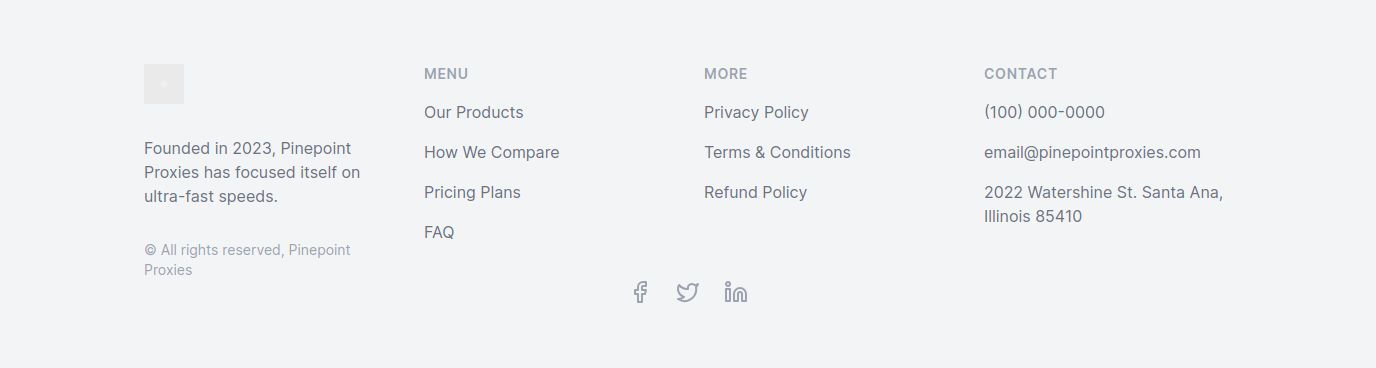 Founded in 2023, Pinepoint
Proxies has focused itself on
ultra-fast speeds.
© All rights reserved, Pinepoint
Proxies
MENU
Our Products
How We Compare
Pricing Plans
FAQ
MORE
Privacy Policy
Terms & Conditions
Refund Policy
CONTACT
(100) 000-0000
email@pinepointproxies.com
2022 Watershine St. Santa Ana,
Illinois 85410